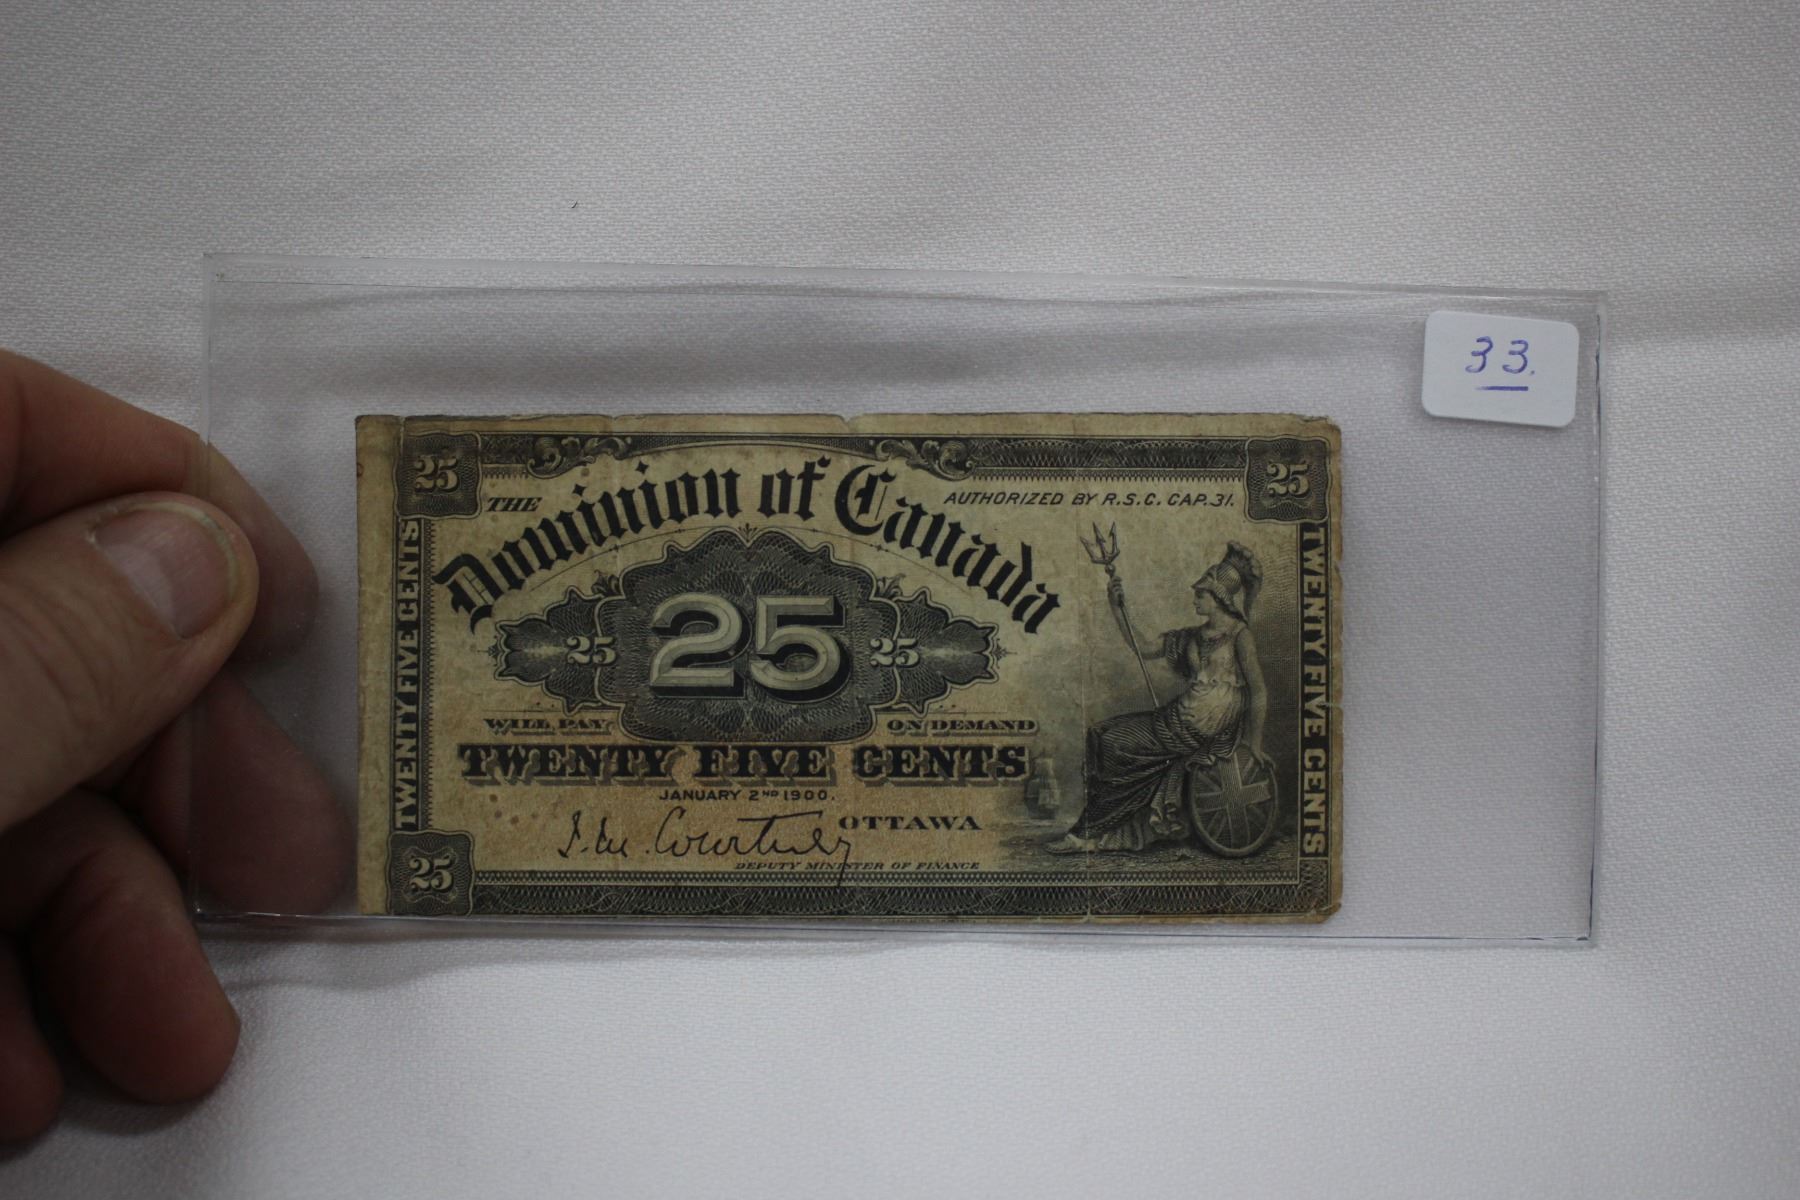 33.
25
25
THE Dominion of Canada
AUTHORIZED BY R.S.C. CAP. 31.
TWENTY FIVE CENTS
TWENTY FIVE CENTS
25 25 25
WILL PAY ON DEMAND
TWENTY FIVE CENTS
JANUARY 2ND 1900.
OTTAWA
J. M. Courtney
DEPUTY MINISTER OF FINANCE
25